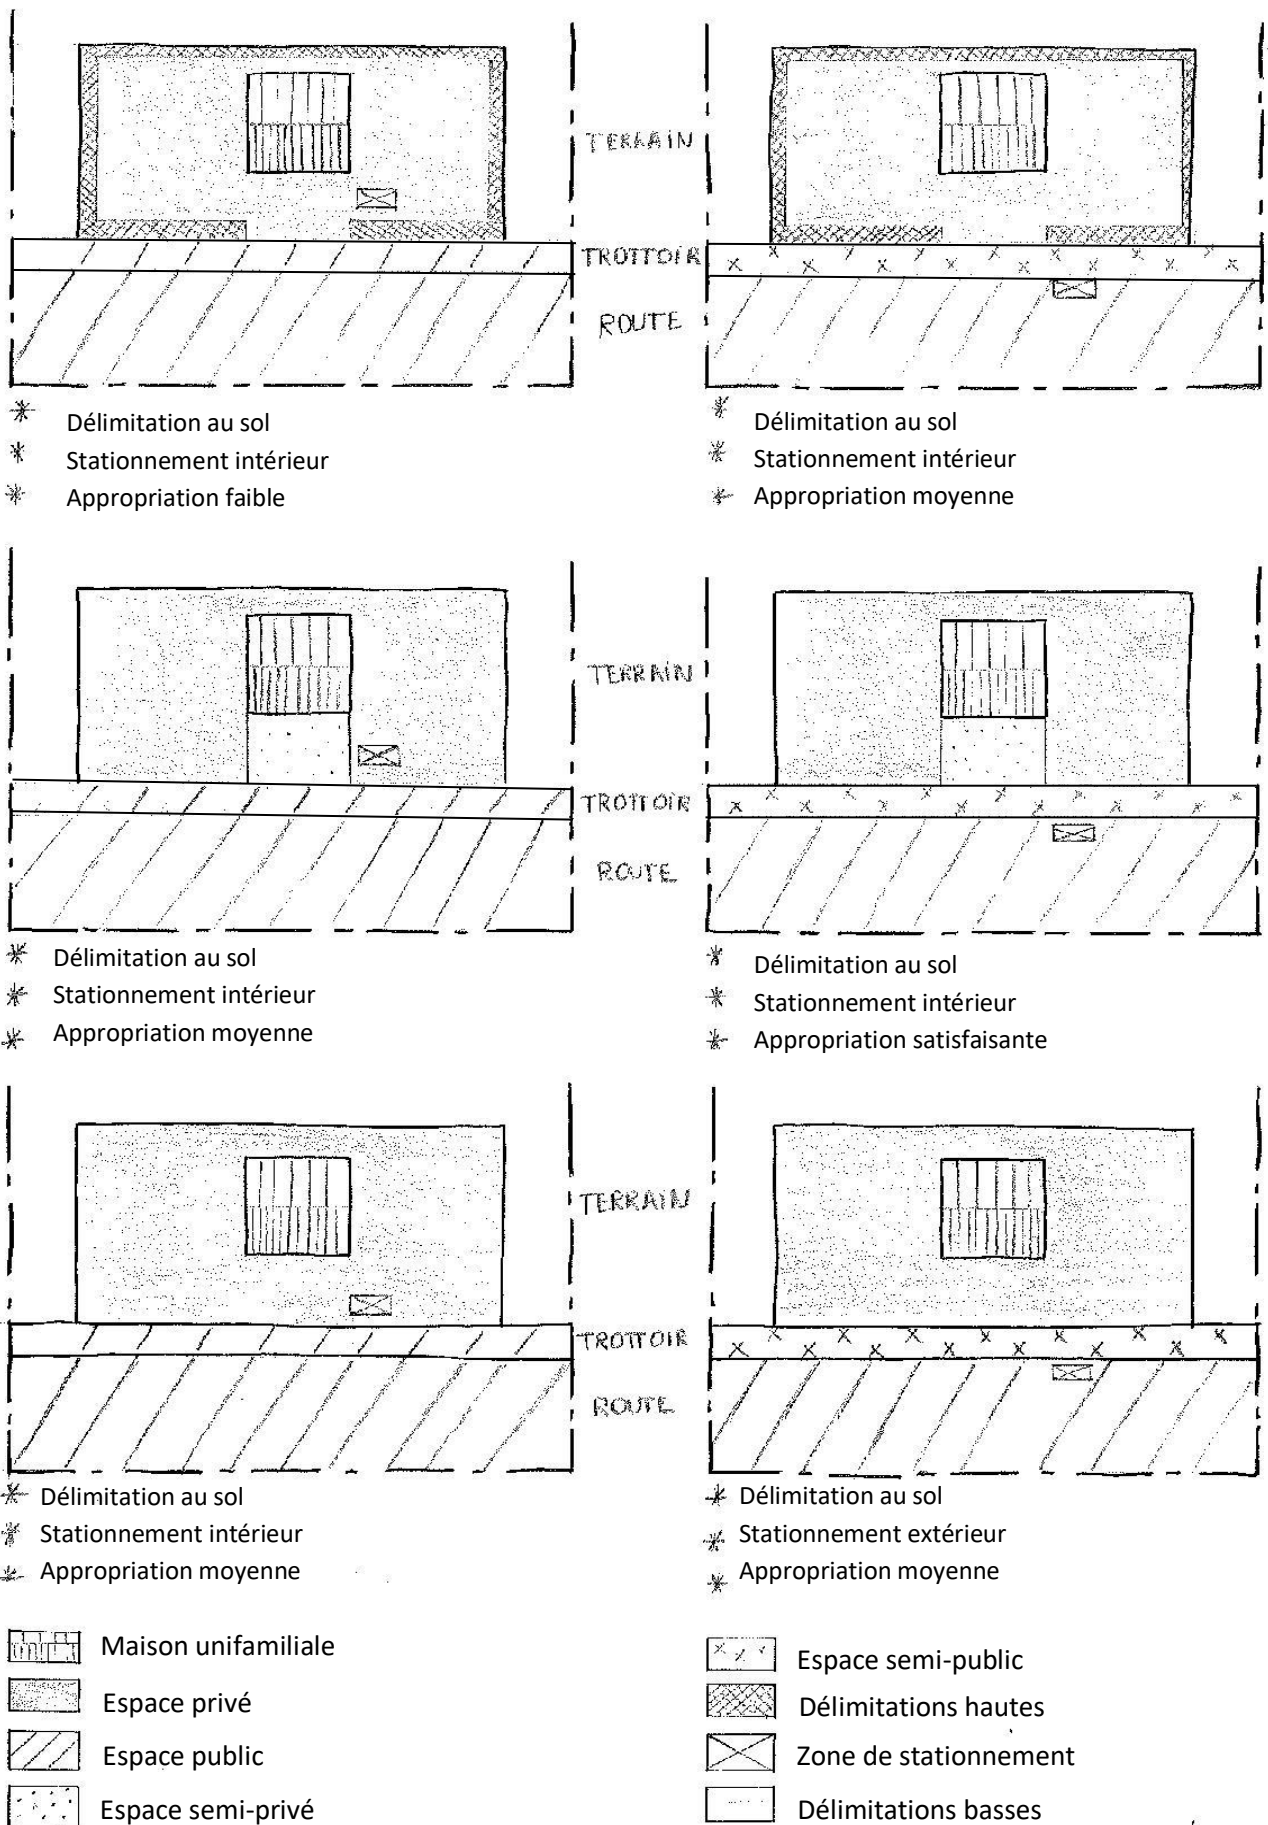 TERRAIN
TROTTOIR
ROUTE
Délimitation au sol
Stationnement intérieur
Appropriation faible
Délimitation au sol
Stationnement intérieur
Appropriation moyenne
TERRAIN
TROTTOIR
ROUTE
Délimitation au sol
Stationnement intérieur
Appropriation moyenne
Délimitation au sol
Stationnement intérieur
Appropriation satisfaisante
TERRAIN
TROTTOIR
ROUTE
Délimitation au sol
Stationnement intérieur
Appropriation moyenne
Délimitation au sol
Stationnement extérieur
Appropriation moyenne
Maison unifamiliale
Espace privé
Espace public
Espace semi-privé
Espace semi-public
Délimitations hautes
Zone de stationnement
Délimitations basses